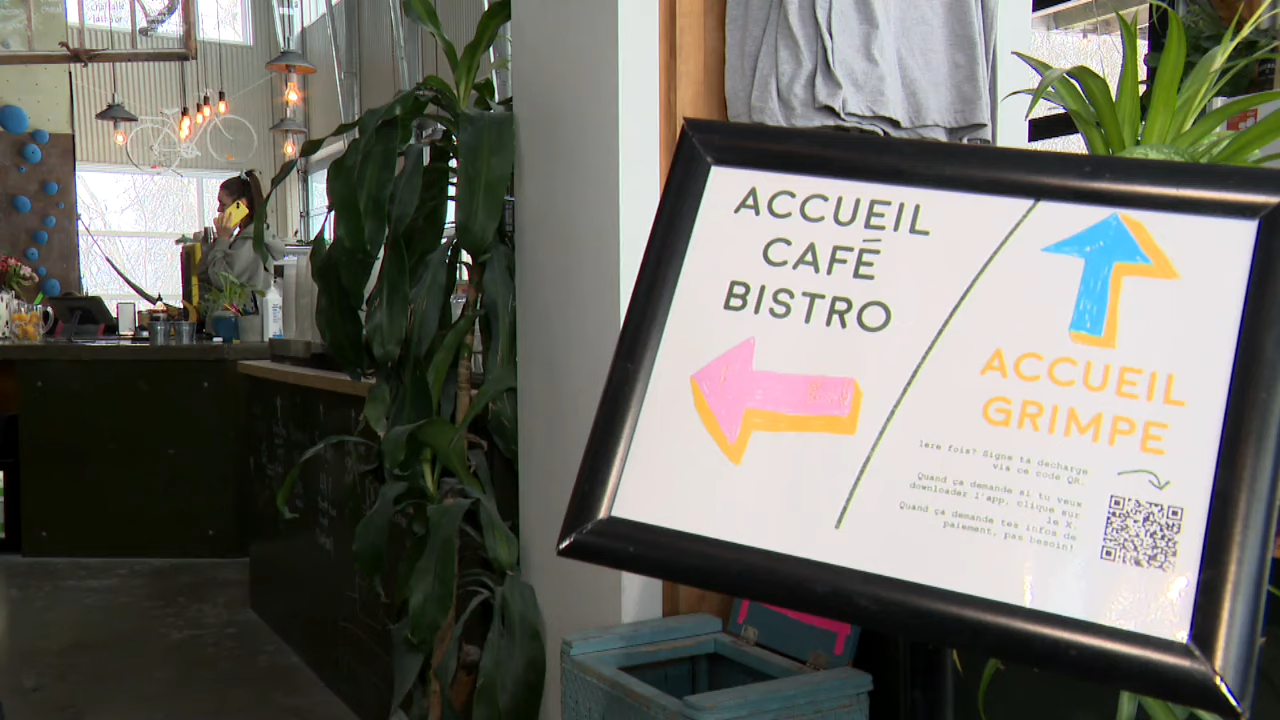 ACCUEIL
CAFÉ
BISTRO
ACCUEIL
GRIMPE
1ere fois? Signe ta decharge
via ce code QR.
Quand ça demande si tu veux
downloader l'app, clique sur
le X.
Quand ça demande tes infos de
paiement, pas besoin!